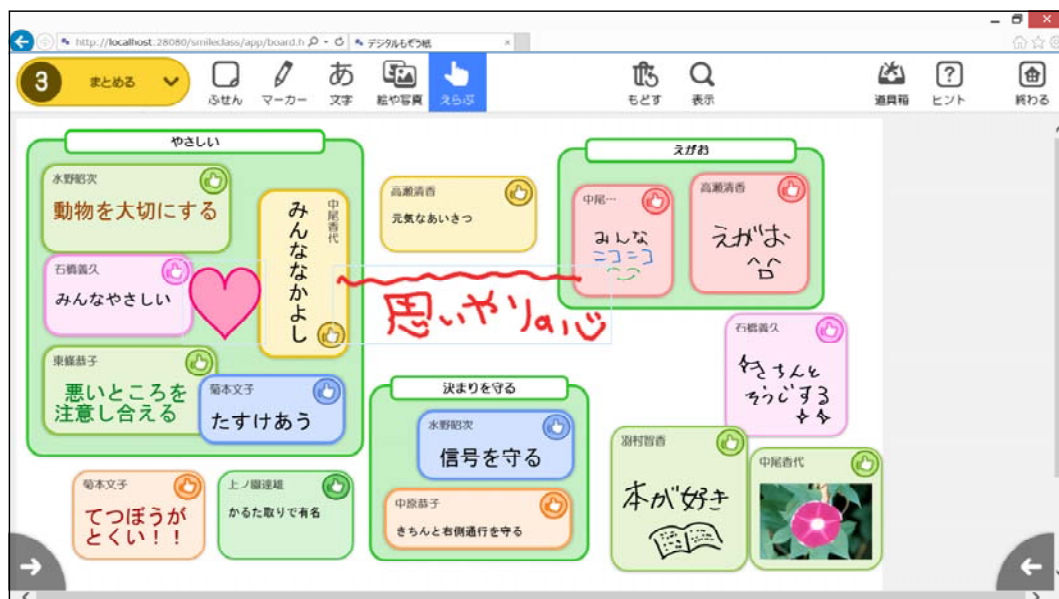 http://localhost:28080/smileclass/app/board.h
デジタルもぞう紙
3 まとめる
ふせん
マーカー
文字
絵や写真
えらぶ
もどす
表示
道具箱
ヒント
終わる
やさしい
水野昭次
動物を大切にする
中尾香代
みんななかよし
石橋義久
みんなやさしい
東條恭子
悪いところを
注意し合える
菊本文子
たすけあう
高瀬清香
元気なあいさつ
思いやりの心
えがお
中尾…
みんな
ニコニコ
高瀬清香
えがお
決まりを守る
水野昭次
信号を守る
中原恭子
きちんと右側通行を守る
石橋義久
きちんと
そうじする
羽村智香
本が好き
中尾香代
菊本文子
てつぼうが
とくい！！
上ノ園達雄
かるた取りで有名